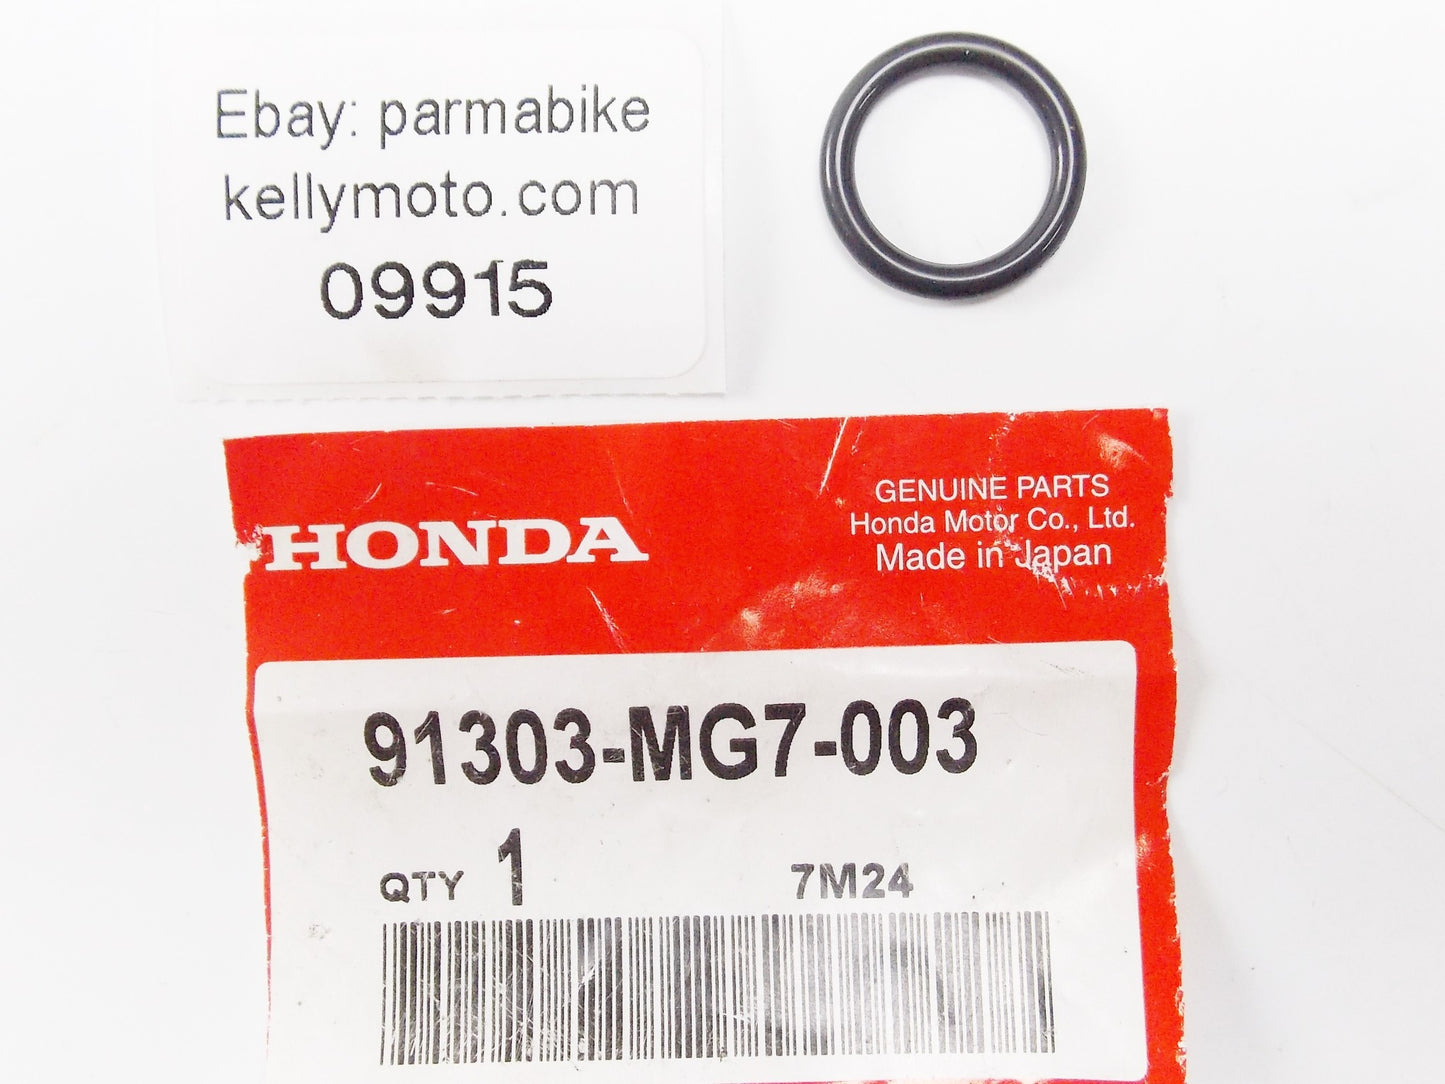 Ebay: parmabike
kellymoto.com
09915
HONDA
GENUINE PARTS
Honda Motor Co., Ltd.
Made in Japan
91303-MG7-003
QTY 1 7M24